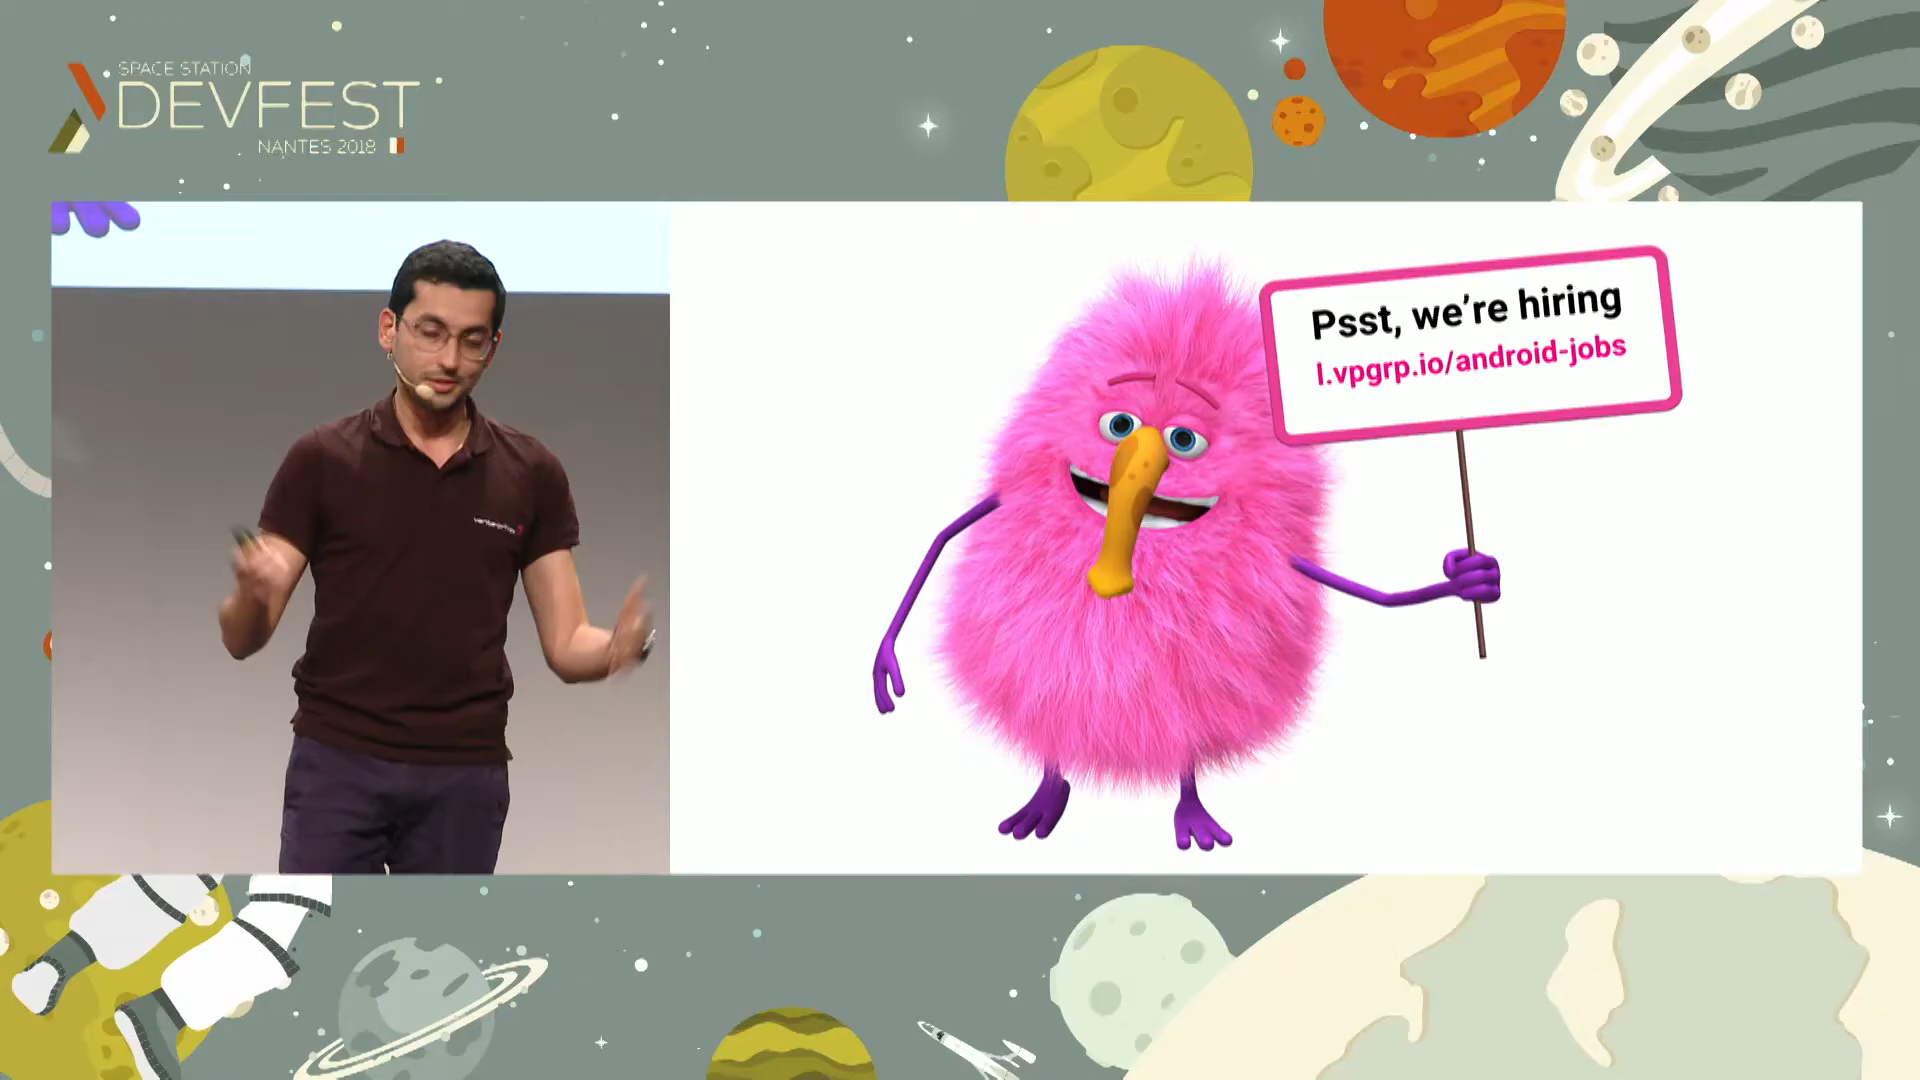 SPACE STATION
DEVFEST
NANTES 2018
Psst, we're hiring
l.vpgrp.io/android-jobs